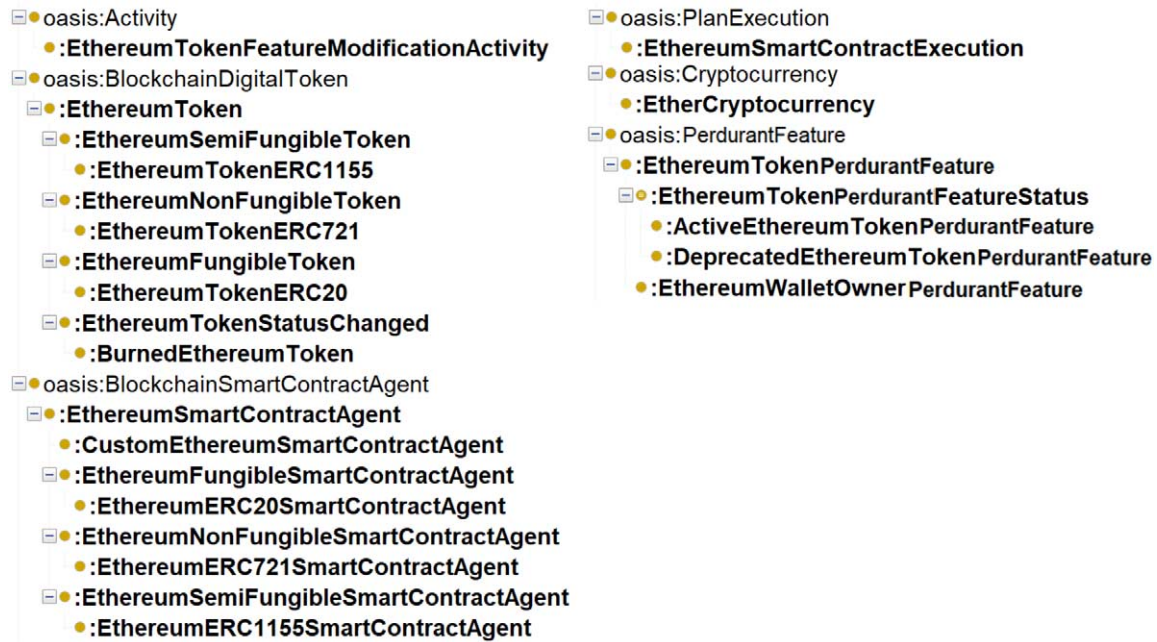 oasis:Activity
:EthereumTokenFeatureModificationActivity
oasis:BlockchainDigitalToken
:EthereumToken
:EthereumSemiFungibleToken
:EthereumTokenERC1155
:EthereumNonFungibleToken
:EthereumTokenERC721
:EthereumFungibleToken
:EthereumTokenERC20
:EthereumTokenStatusChanged
:BurnedEthereumToken
oasis:BlockchainSmartContractAgent
:EthereumSmartContractAgent
:CustomEthereumSmartContractAgent
:EthereumFungibleSmartContractAgent
:EthereumERC20SmartContractAgent
:EthereumNonFungibleSmartContractAgent
:EthereumERC721SmartContractAgent
:EthereumSemiFungibleSmartContractAgent
:EthereumERC1155SmartContractAgent
oasis:PlanExecution
:EthereumSmartContractExecution
oasis:Cryptocurrency
:EtherCryptocurrency
oasis:PerdurantFeature
:EthereumTokenPerdurantFeature
:EthereumTokenPerdurantFeatureStatus
:ActiveEthereumTokenPerdurantFeature
:DeprecatedEthereumTokenPerdurantFeature
:EthereumWalletOwnerPerdurantFeature